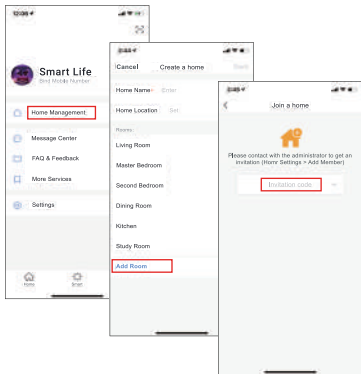 Smart Life
Bind Mobile Number
Home Management
Message Center
FAQ & Feedback
More Services
Settings
Home
Smart
Cancel
Create a home
Home Name
Enter
Home Location
Set
Rooms
Living Room
Master Bedroom
Second Bedroom
Dining Room
Kitchen
Study Room
Add Room
Join a home
Please contact with the administrator to get an
invitation (Home Settings > Add Member)
Invitation code